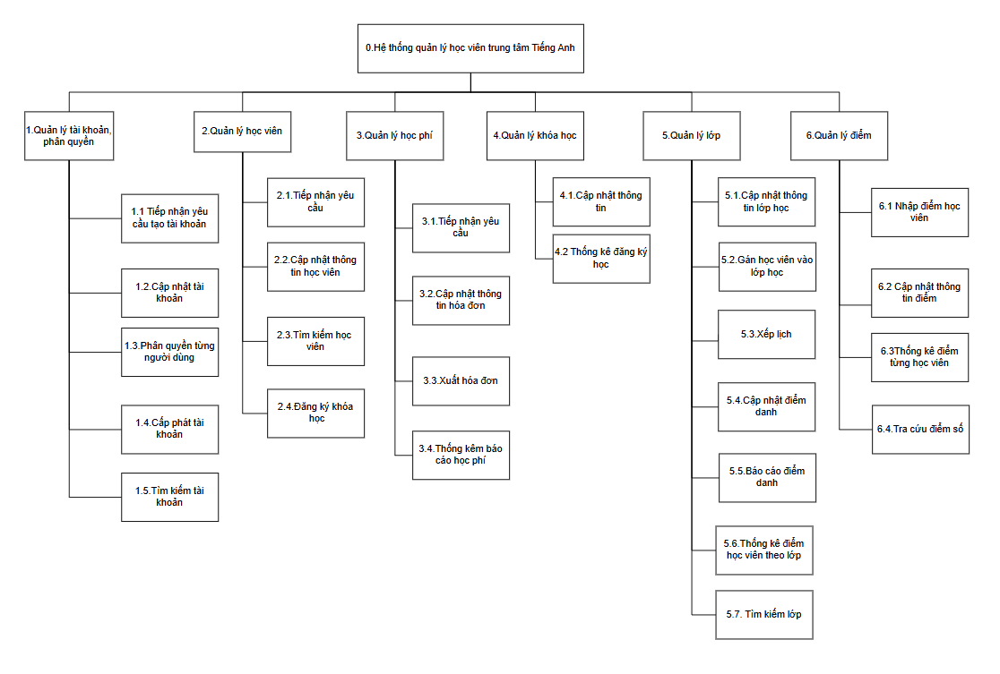 0.Hệ thống quản lý học viên trung tâm Tiếng Anh
1.Quản lý tài khoản,
phân quyền
1.1 Tiếp nhận yêu
cầu tạo tài khoản
1.2.Cập nhật tài
khoản
1.3.Phân quyền từng
người dùng
1.4.Cấp phát tài
khoản
1.5.Tìm kiếm tài
khoản
2.Quản lý học viên
2.1.Tiếp nhận yêu
cầu
2.2.Cập nhật thông
tin học viên
2.3.Tìm kiếm học
viên
2.4.Đăng ký khóa
học
3.Quản lý học phí
3.1.Tiếp nhận yêu
cầu
3.2.Cập nhật thông
tin hóa đơn
3.3.Xuất hóa đơn
3.4.Thống kêm báo
cáo học phí
4.Quản lý khóa học
4.1.Cập nhật thông
tin
4.2 Thống kê đăng ký
học
5.Quản lý lớp
5.1.Cập nhật thông
tin lớp học
5.2.Gán học viên vào
lớp học
5.3.Xếp lịch
5.4.Cập nhật điểm
danh
5.5.Báo cáo điểm
danh
5.6.Thống kê điểm
học viên theo lớp
5.7. Tìm kiếm lớp
6.Quản lý điểm
6.1 Nhập điểm học
viên
6.2 Cập nhật thông
tin điểm
6.3Thống kê điểm
từng học viên
6.4.Tra cứu điểm số